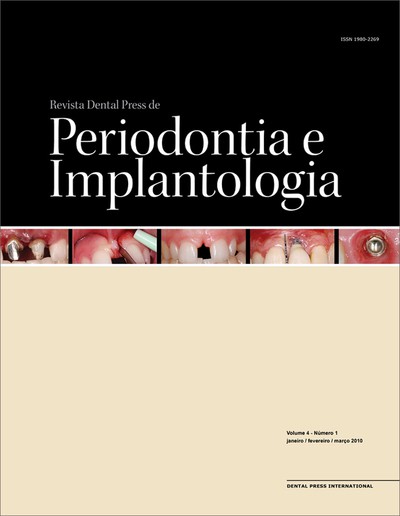 ISSN 1980-2269
Revista Dental Press de
Periodontia e
Implantologia
Volume 4 - Número 1
janeiro / fevereiro / março 2010
DENTAL PRESS INTERNATIONAL